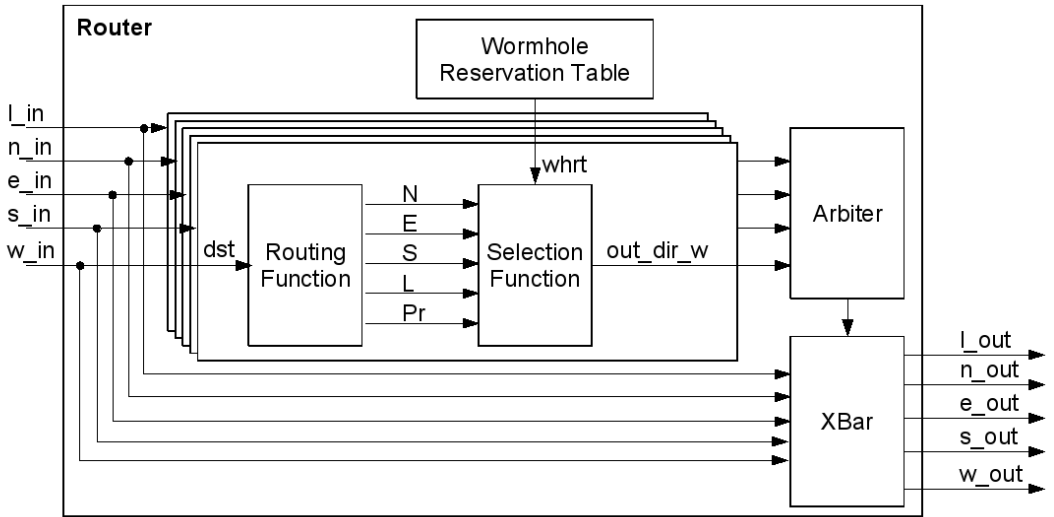 Router
Wormhole
Reservation Table
l_in
n_in
e_in
s_in
w_in
whrt
dst
Routing
Function
N
E
S
L
Pr
Selection
Function
out_dir_w
Arbiter
XBar
l_out
n_out
e_out
s_out
w_out